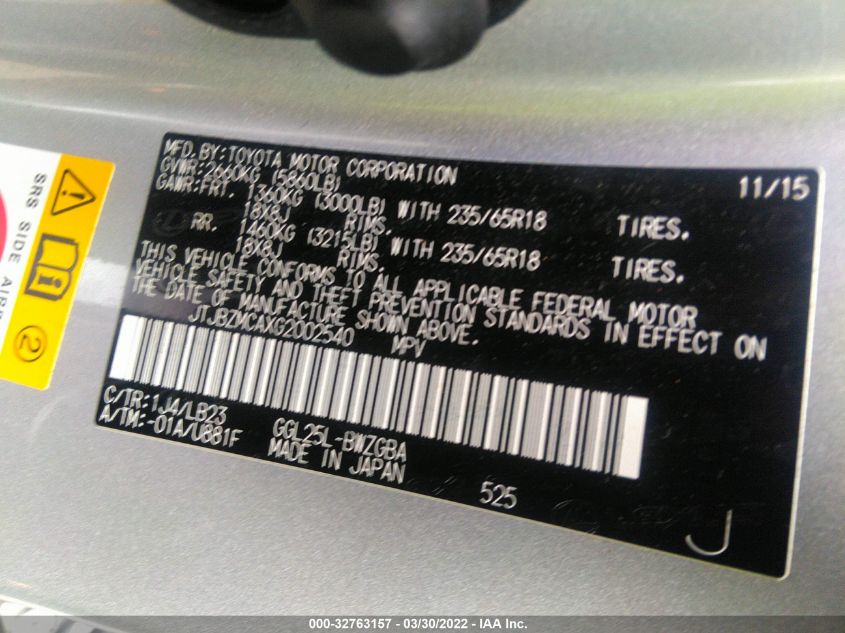 MFD. BY: TOYOTA MOTOR CORPORATION 11/15
GVWR: 2660KG (5860LB)
GAWR: FRT. 1360KG (3000LB) WITH 235/65R18 TIRES.
18X8J RIMS.
RR. 1460KG (3215LB) WITH 235/65R18 TIRES.
18X8J RIMS.
THIS VEHICLE CONFORMS TO ALL APPLICABLE FEDERAL MOTOR
VEHICLE SAFETY AND THEFT PREVENTION STANDARDS IN EFFECT ON
THE DATE OF MANUFACTURE SHOWN ABOVE.
JTJBZMCAXG2002540 MPV
C/TR: 1J4/LB23
A/TM: -01A/U881F GGL25L-BWZGBA
MADE IN JAPAN 525
J
SRS SIDE AIRB
2
000-32763157 - 03/30/2022 - IAA Inc.